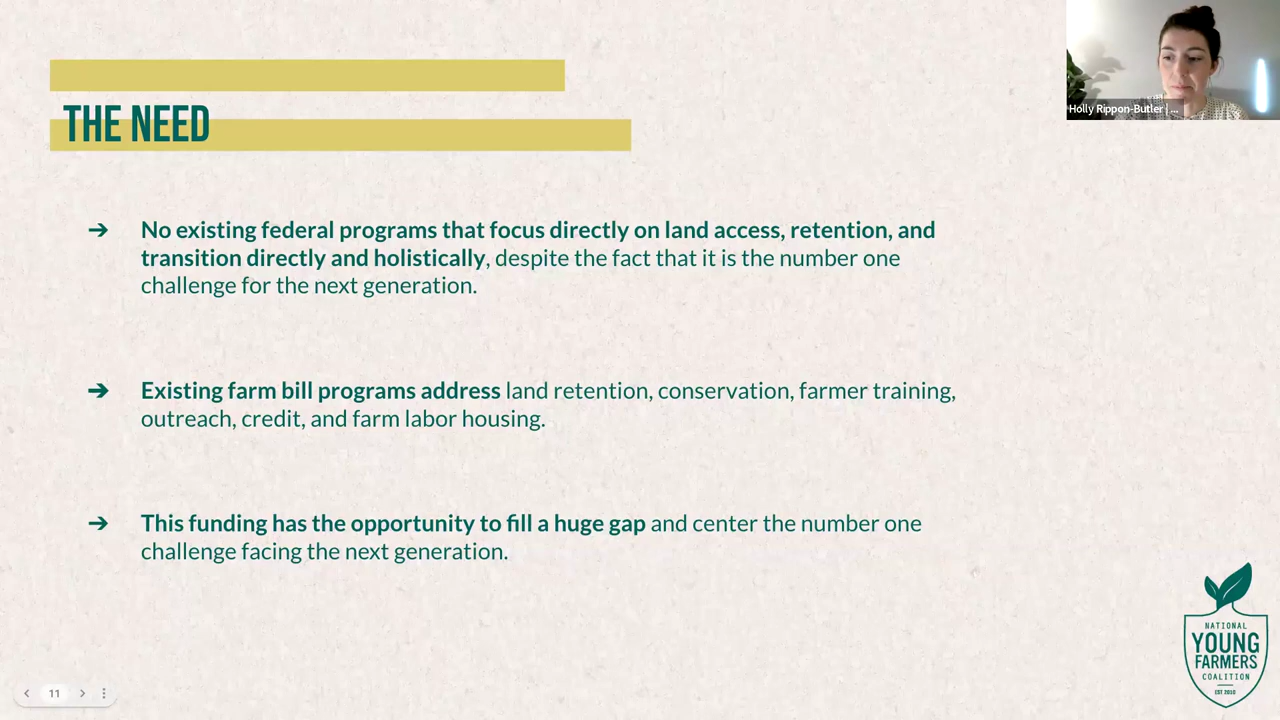 Holly Rippon-Butler | ...
THE NEED
➔ No existing federal programs that focus directly on land access, retention, and
transition directly and holistically, despite the fact that it is the number one
challenge for the next generation.
➔ Existing farm bill programs address land retention, conservation, farmer training,
outreach, credit, and farm labor housing.
➔ This funding has the opportunity to fill a huge gap and center the number one
challenge facing the next generation.
NATIONAL
YOUNG
FARMERS
COALITION
EST 2010
11